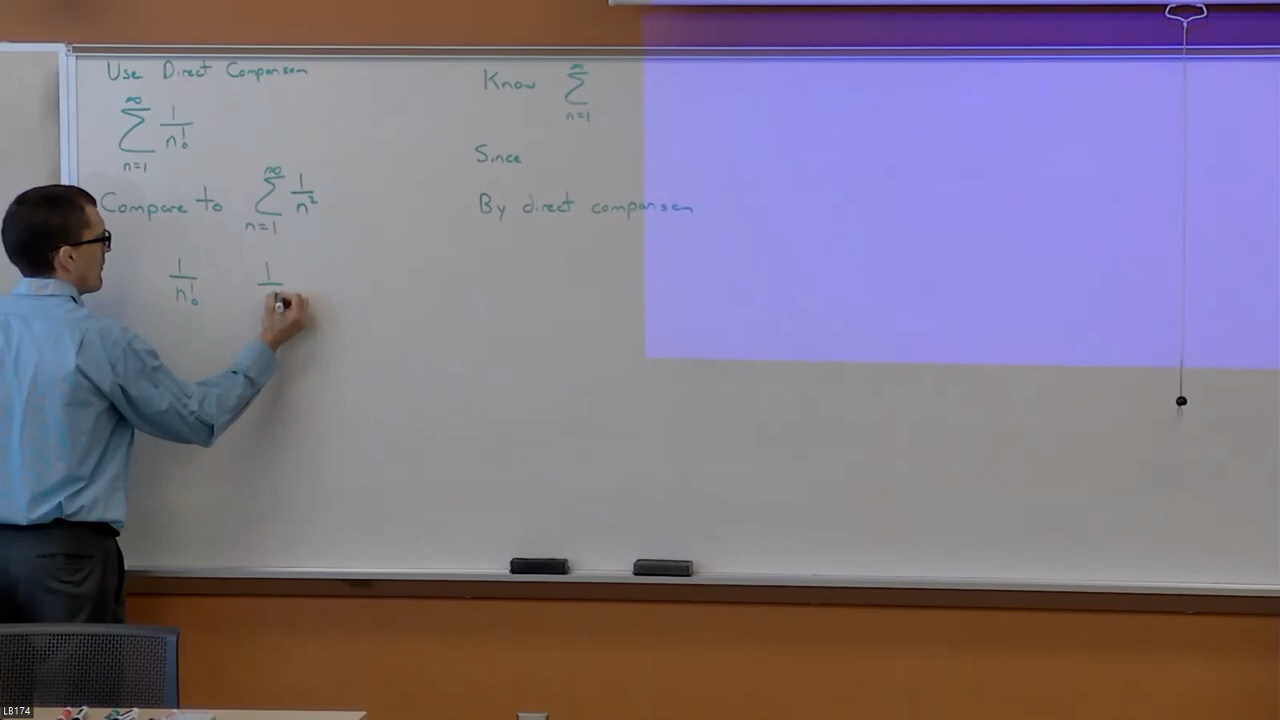 Use Direct Comparison
∞
∑ 1/n!
n=1
Compare to ∞ ∑ n=1 1/n²
1/n! 1/
Know ∞ ∑ n=1
Since
By direct comparison
LB174